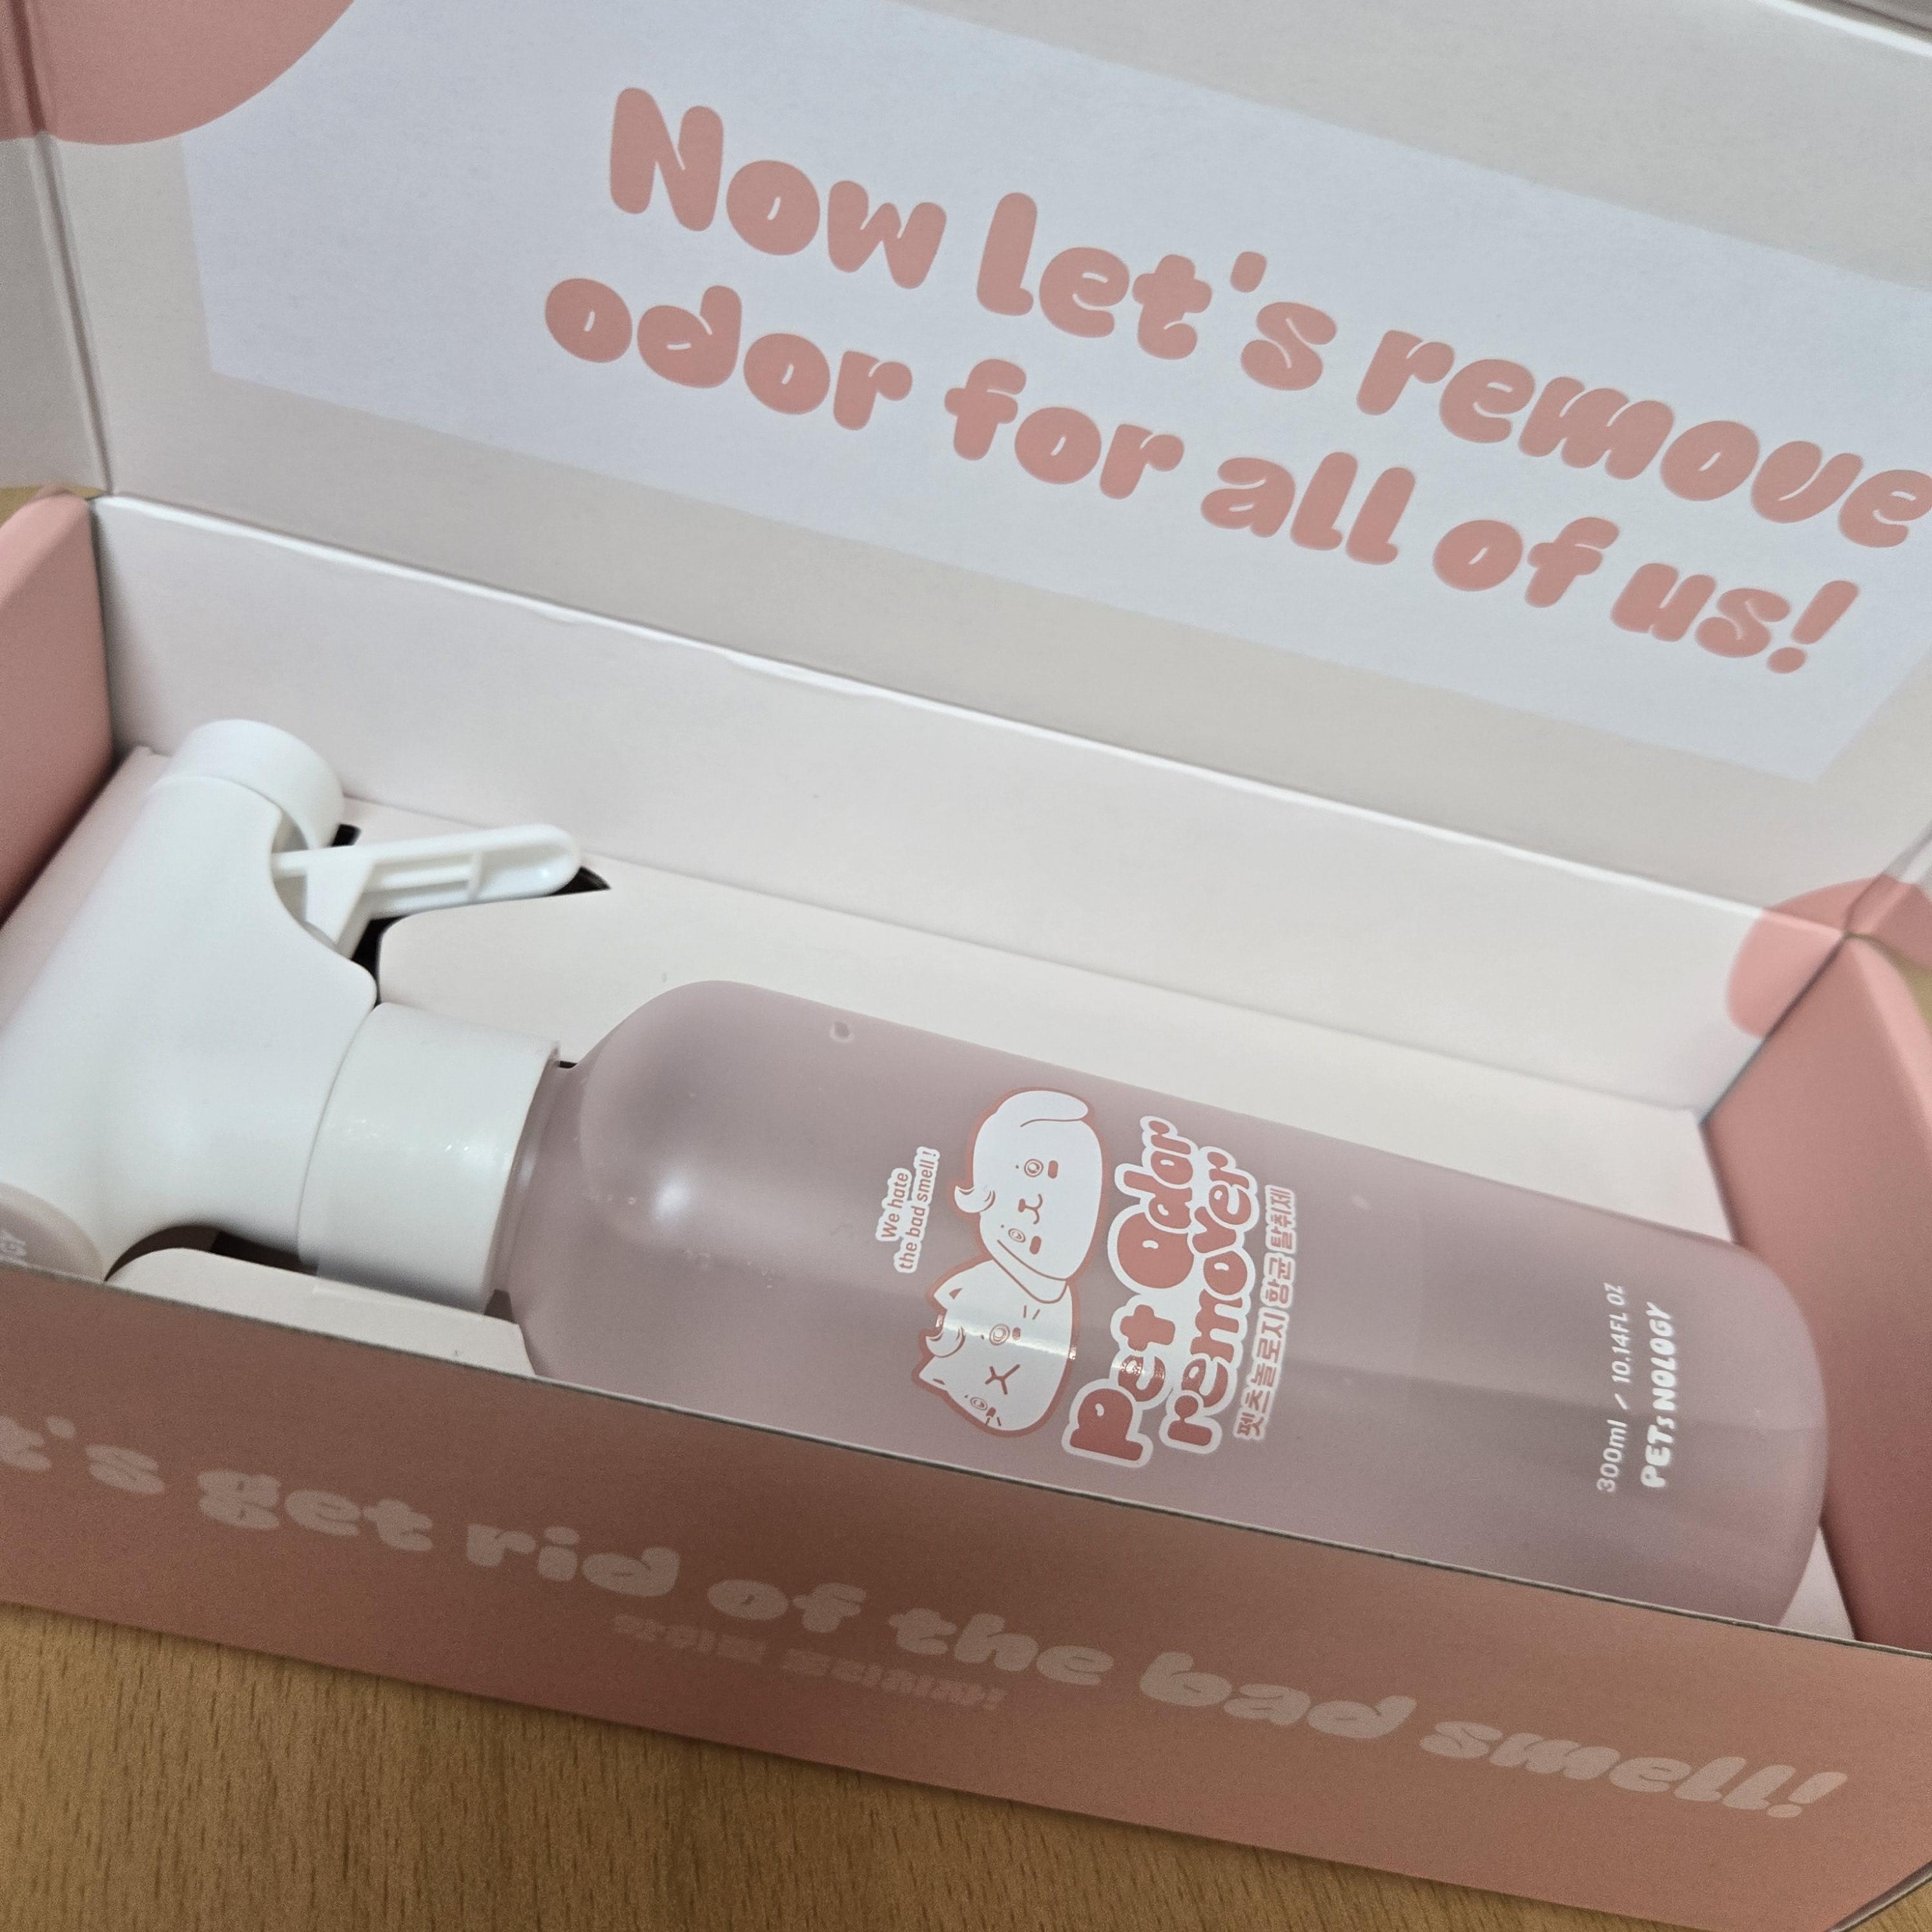 Now let's remove
odor for all of us!
We hate
the bad smell!
Pet Odor
remover
펫츠놀로지 항균 탈취제
300ml / 10.14FL OZ
PETsNOLOGY
t's get rid of the bad smell!